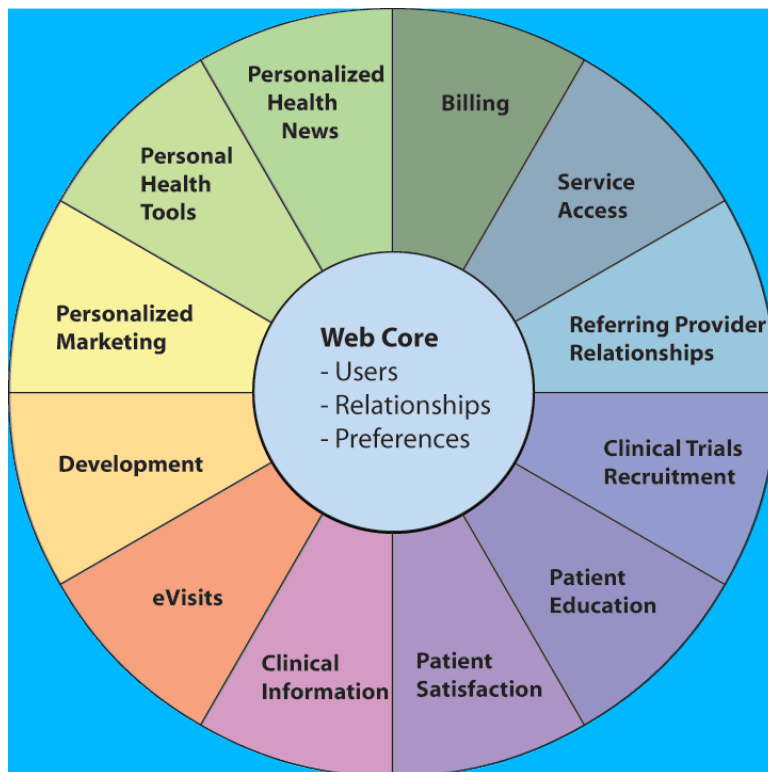 Personalized
Health
News
Billing
Service
Access
Referring Provider
Relationships
Clinical Trials
Recruitment
Patient
Education
Patient
Satisfaction
Clinical
Information
eVisits
Development
Personalized
Marketing
Personal
Health
Tools
Web Core
- Users
- Relationships
- Preferences